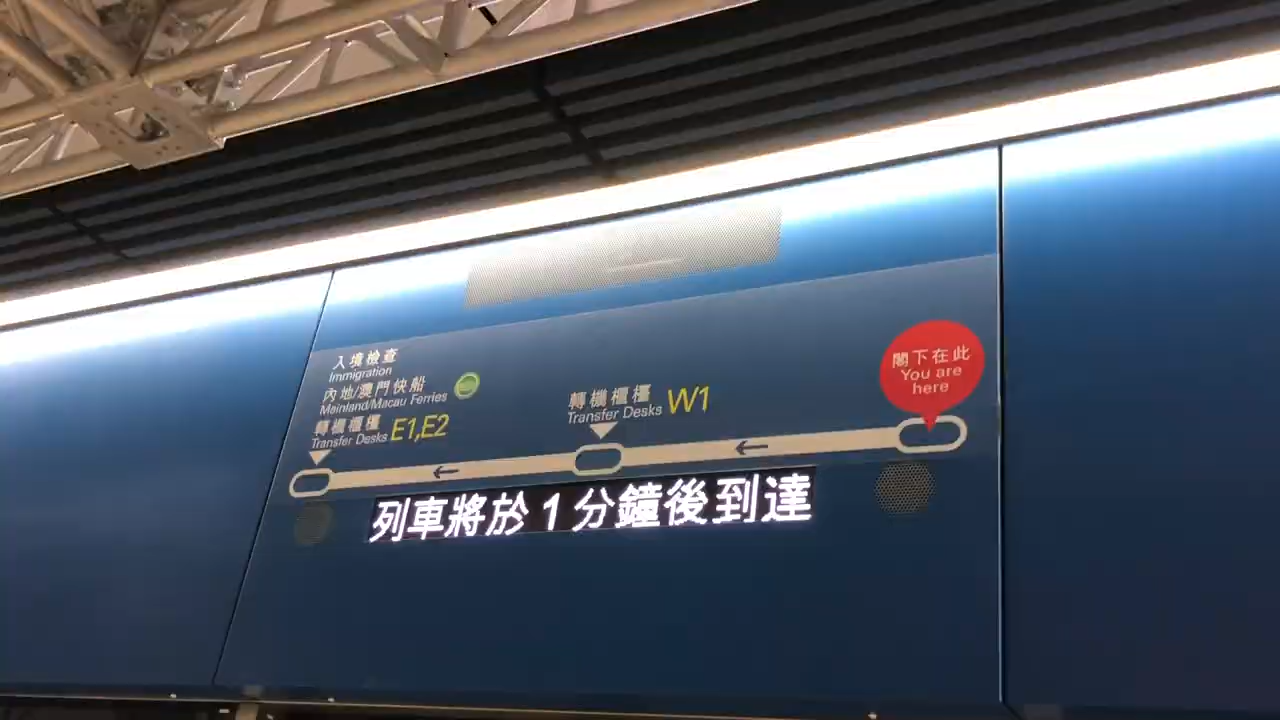 入境檢查
Immigration
內地/澳門快船
Mainland/Macau Ferries
轉機櫃檯
Transfer Desks E1,E2
轉機櫃檯
Transfer Desks W1
閣下在此
You are
here
列車將於 1 分鐘後到達